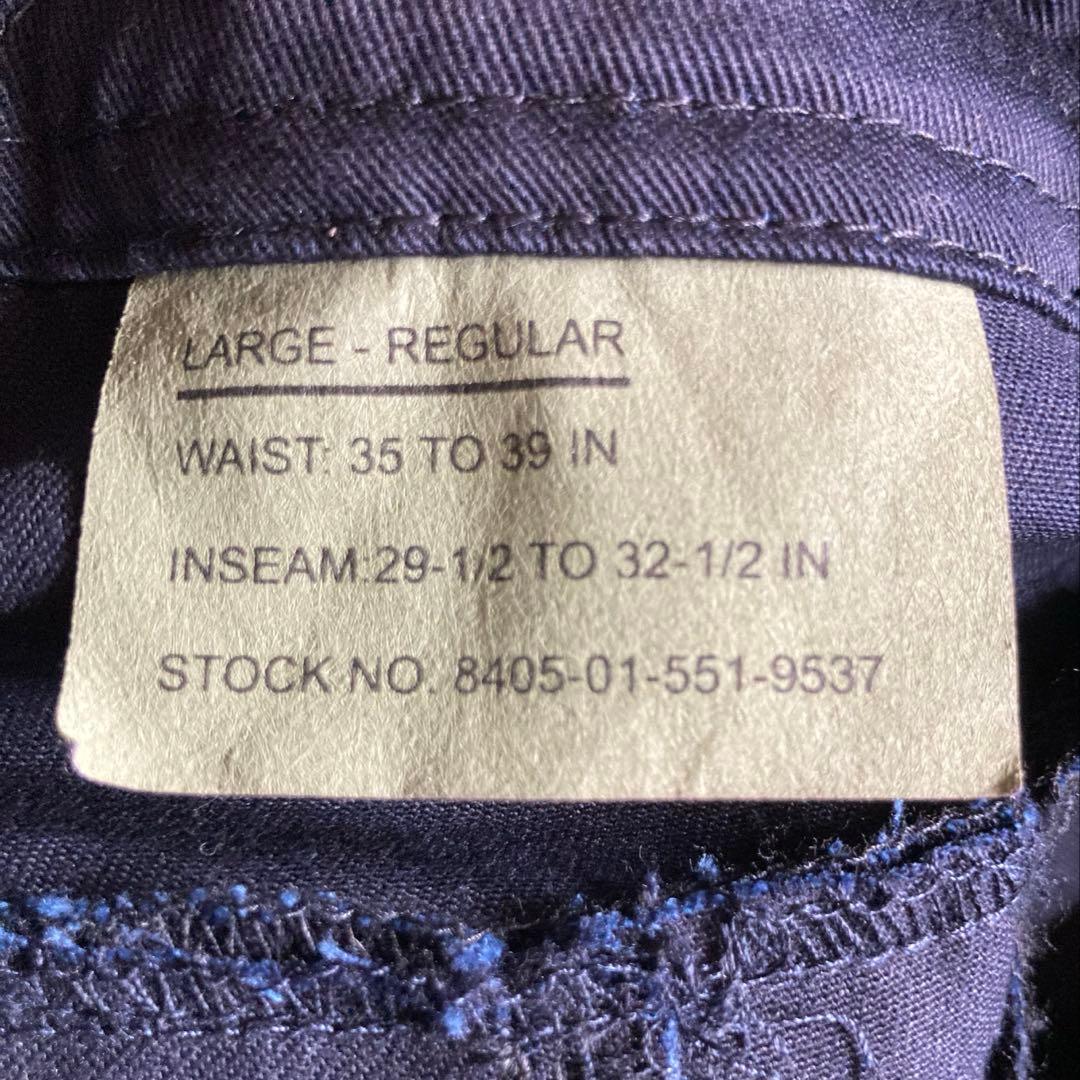 LARGE - REGULAR
WAIST: 35 TO 39 IN
INSEAM:29-1/2 TO 32-1/2 IN
STOCK NO. 8405-01-551-9537